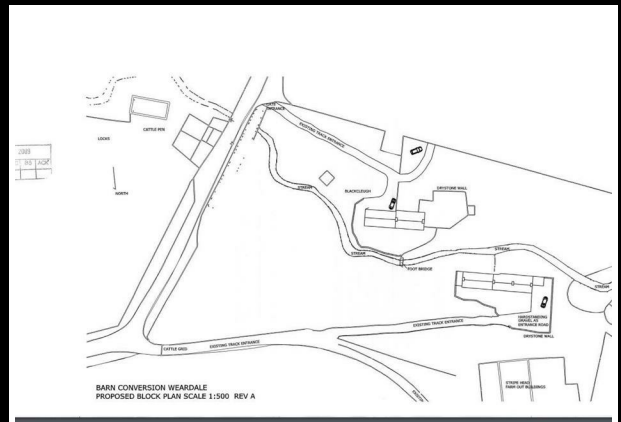 GATE
ENTRANCE
EXISTING TRACK ENTRANCE
CATTLE PEN
LOCKS
2003
NORTH
STREAM
BLACKCLEUGH
DRYSTONE WALL
STREAM
STREAM
FOOT BRIDGE
STREAM
HARDSTANDING
GRAVEL AS
ENTRANCE ROAD
EXISTING TRACK ENTRANCE
DRYSTONE WALL
CATTLE GRID
EXISTING TRACK ENTRANCE
FARM OUT BUILDINGS
BARN CONVERSION WEARDALE
PROPOSED BLOCK PLAN SCALE 1:500 REV A